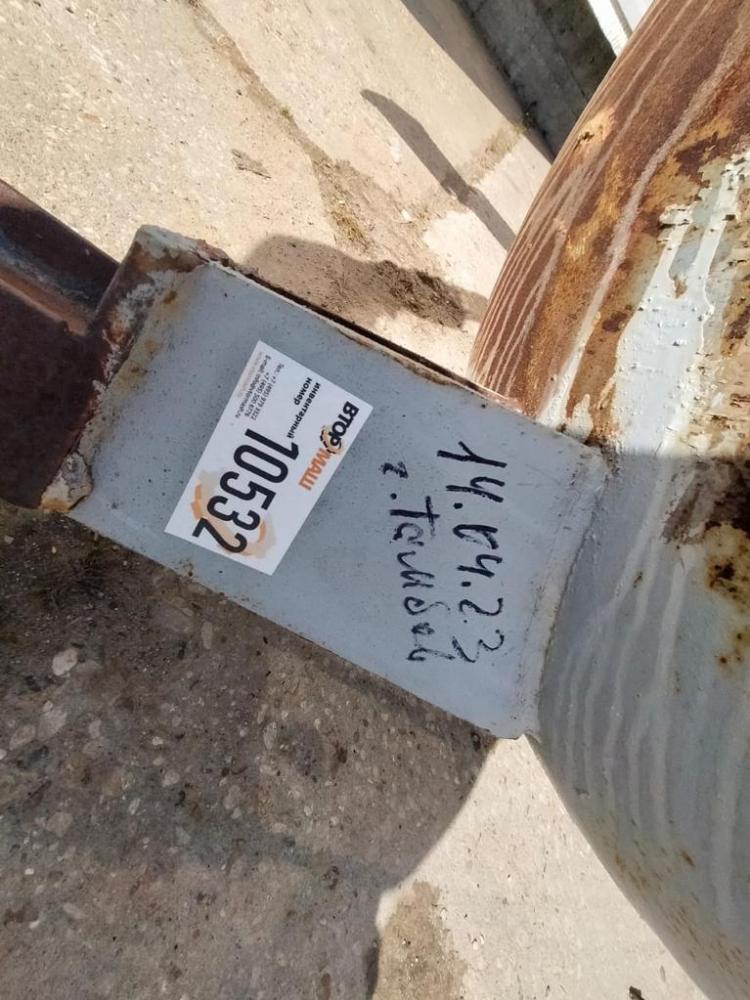 ВТОРМАШ
инвентарный
номер
10532
14.04.23
г. Тамбов